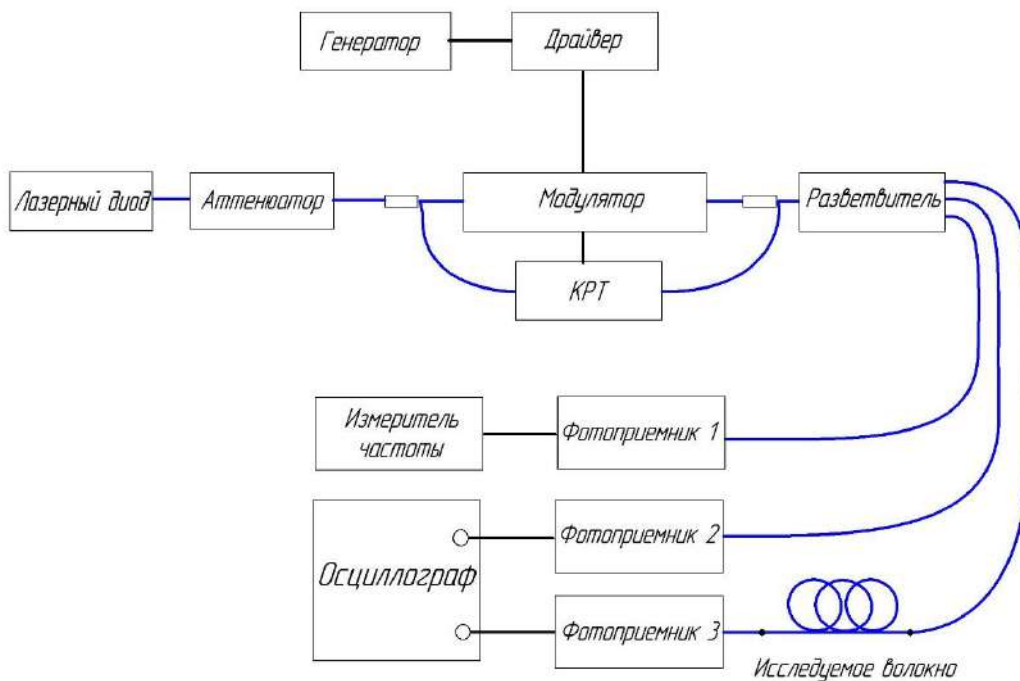 Генератор
Драйвер
Лазерный диод
Аттенюатор
Модулятор
Разветвитель
КРТ
Измеритель
частоты
Фотоприемник 1
Фотоприемник 2
Осциллограф
Фотоприемник 3
Исследуемое волокно